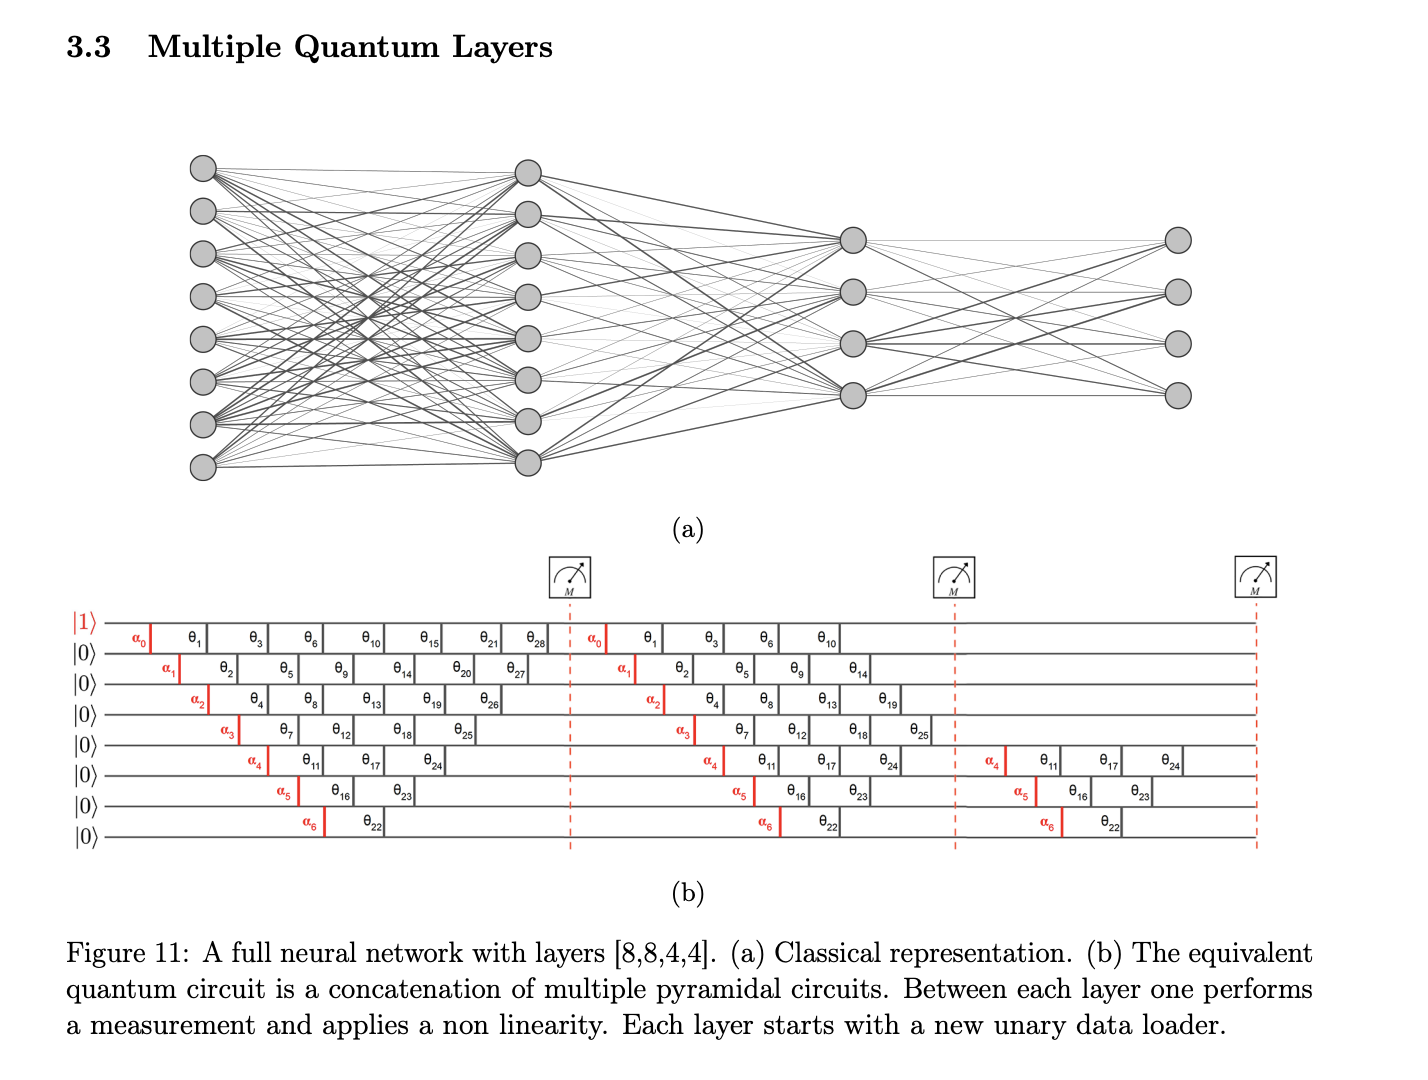 3.3 Multiple Quantum Layers
(a)
M M M
|1⟩
α₀ θ₁ θ₃ θ₆ θ₁₀ θ₁₅ θ₂₁ θ₂₈ α₀ θ₁ θ₃ θ₆ θ₁₀
|0⟩
α₁ θ₂ θ₅ θ₉ θ₁₄ θ₂₀ θ₂₇ α₁ θ₂ θ₅ θ₉ θ₁₄
|0⟩
α₂ θ₄ θ₈ θ₁₃ θ₁₉ θ₂₆ α₂ θ₄ θ₈ θ₁₃ θ₁₉
|0⟩
α₃ θ₇ θ₁₂ θ₁₈ θ₂₅ α₃ θ₇ θ₁₂ θ₁₈ θ₂₅
|0⟩
α₄ θ₁₁ θ₁₇ θ₂₄ α₄ θ₁₁ θ₁₇ θ₂₄ α₄ θ₁₁ θ₁₇ θ₂₄
|0⟩
α₅ θ₁₆ θ₂₃ α₅ θ₁₆ θ₂₃ α₅ θ₁₆ θ₂₃
|0⟩
α₆ θ₂₂ α₆ θ₂₂ α₆ θ₂₂
|0⟩
(b)
Figure 11: A full neural network with layers [8,8,4,4]. (a) Classical representation. (b) The equivalent
quantum circuit is a concatenation of multiple pyramidal circuits. Between each layer one performs
a measurement and applies a non linearity. Each layer starts with a new unary data loader.